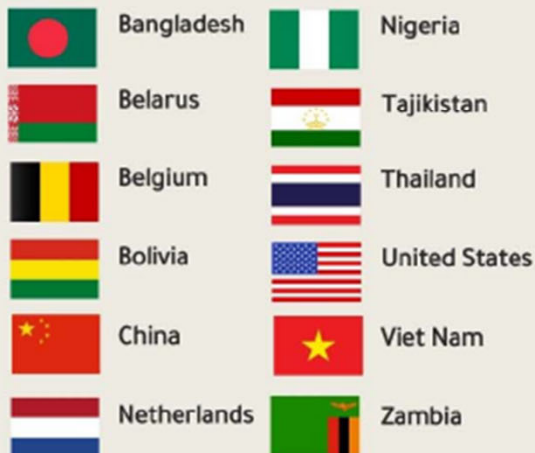 Bangladesh
Belarus
Belgium
Bolivia
China
Netherlands
Nigeria
Tajikistan
Thailand
United States
Viet Nam
Zambia